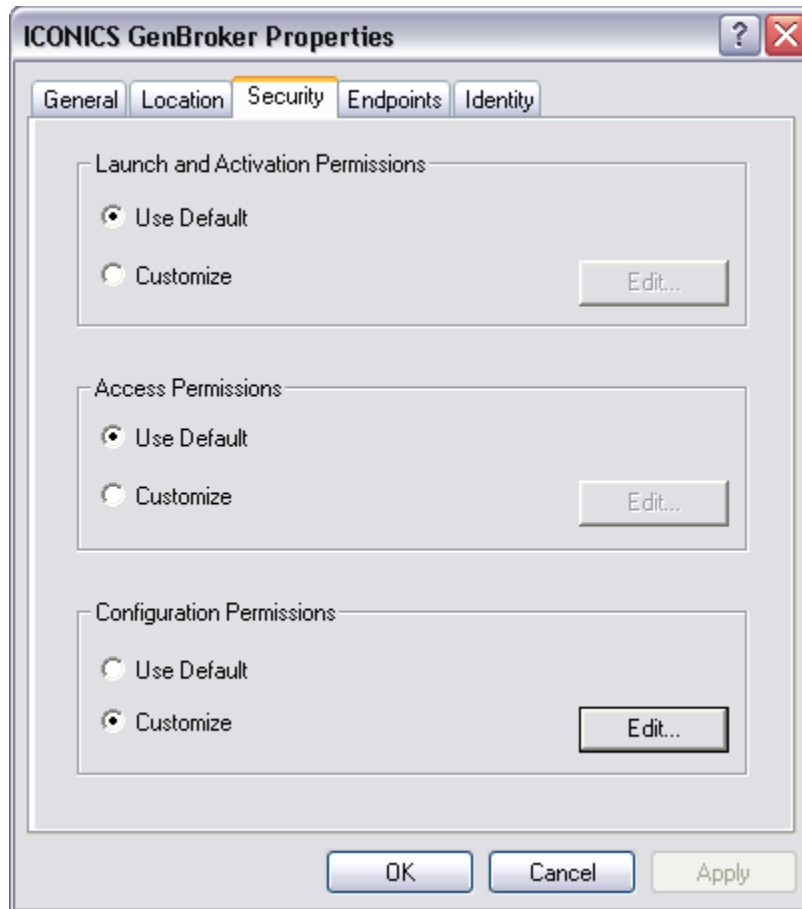 ICONICS GenBroker Properties
?
General Location Security Endpoints Identity
Launch and Activation Permissions
Use Default
Customize
Edit...
Access Permissions
Use Default
Customize
Edit...
Configuration Permissions
Use Default
Customize
Edit...
OK Cancel Apply